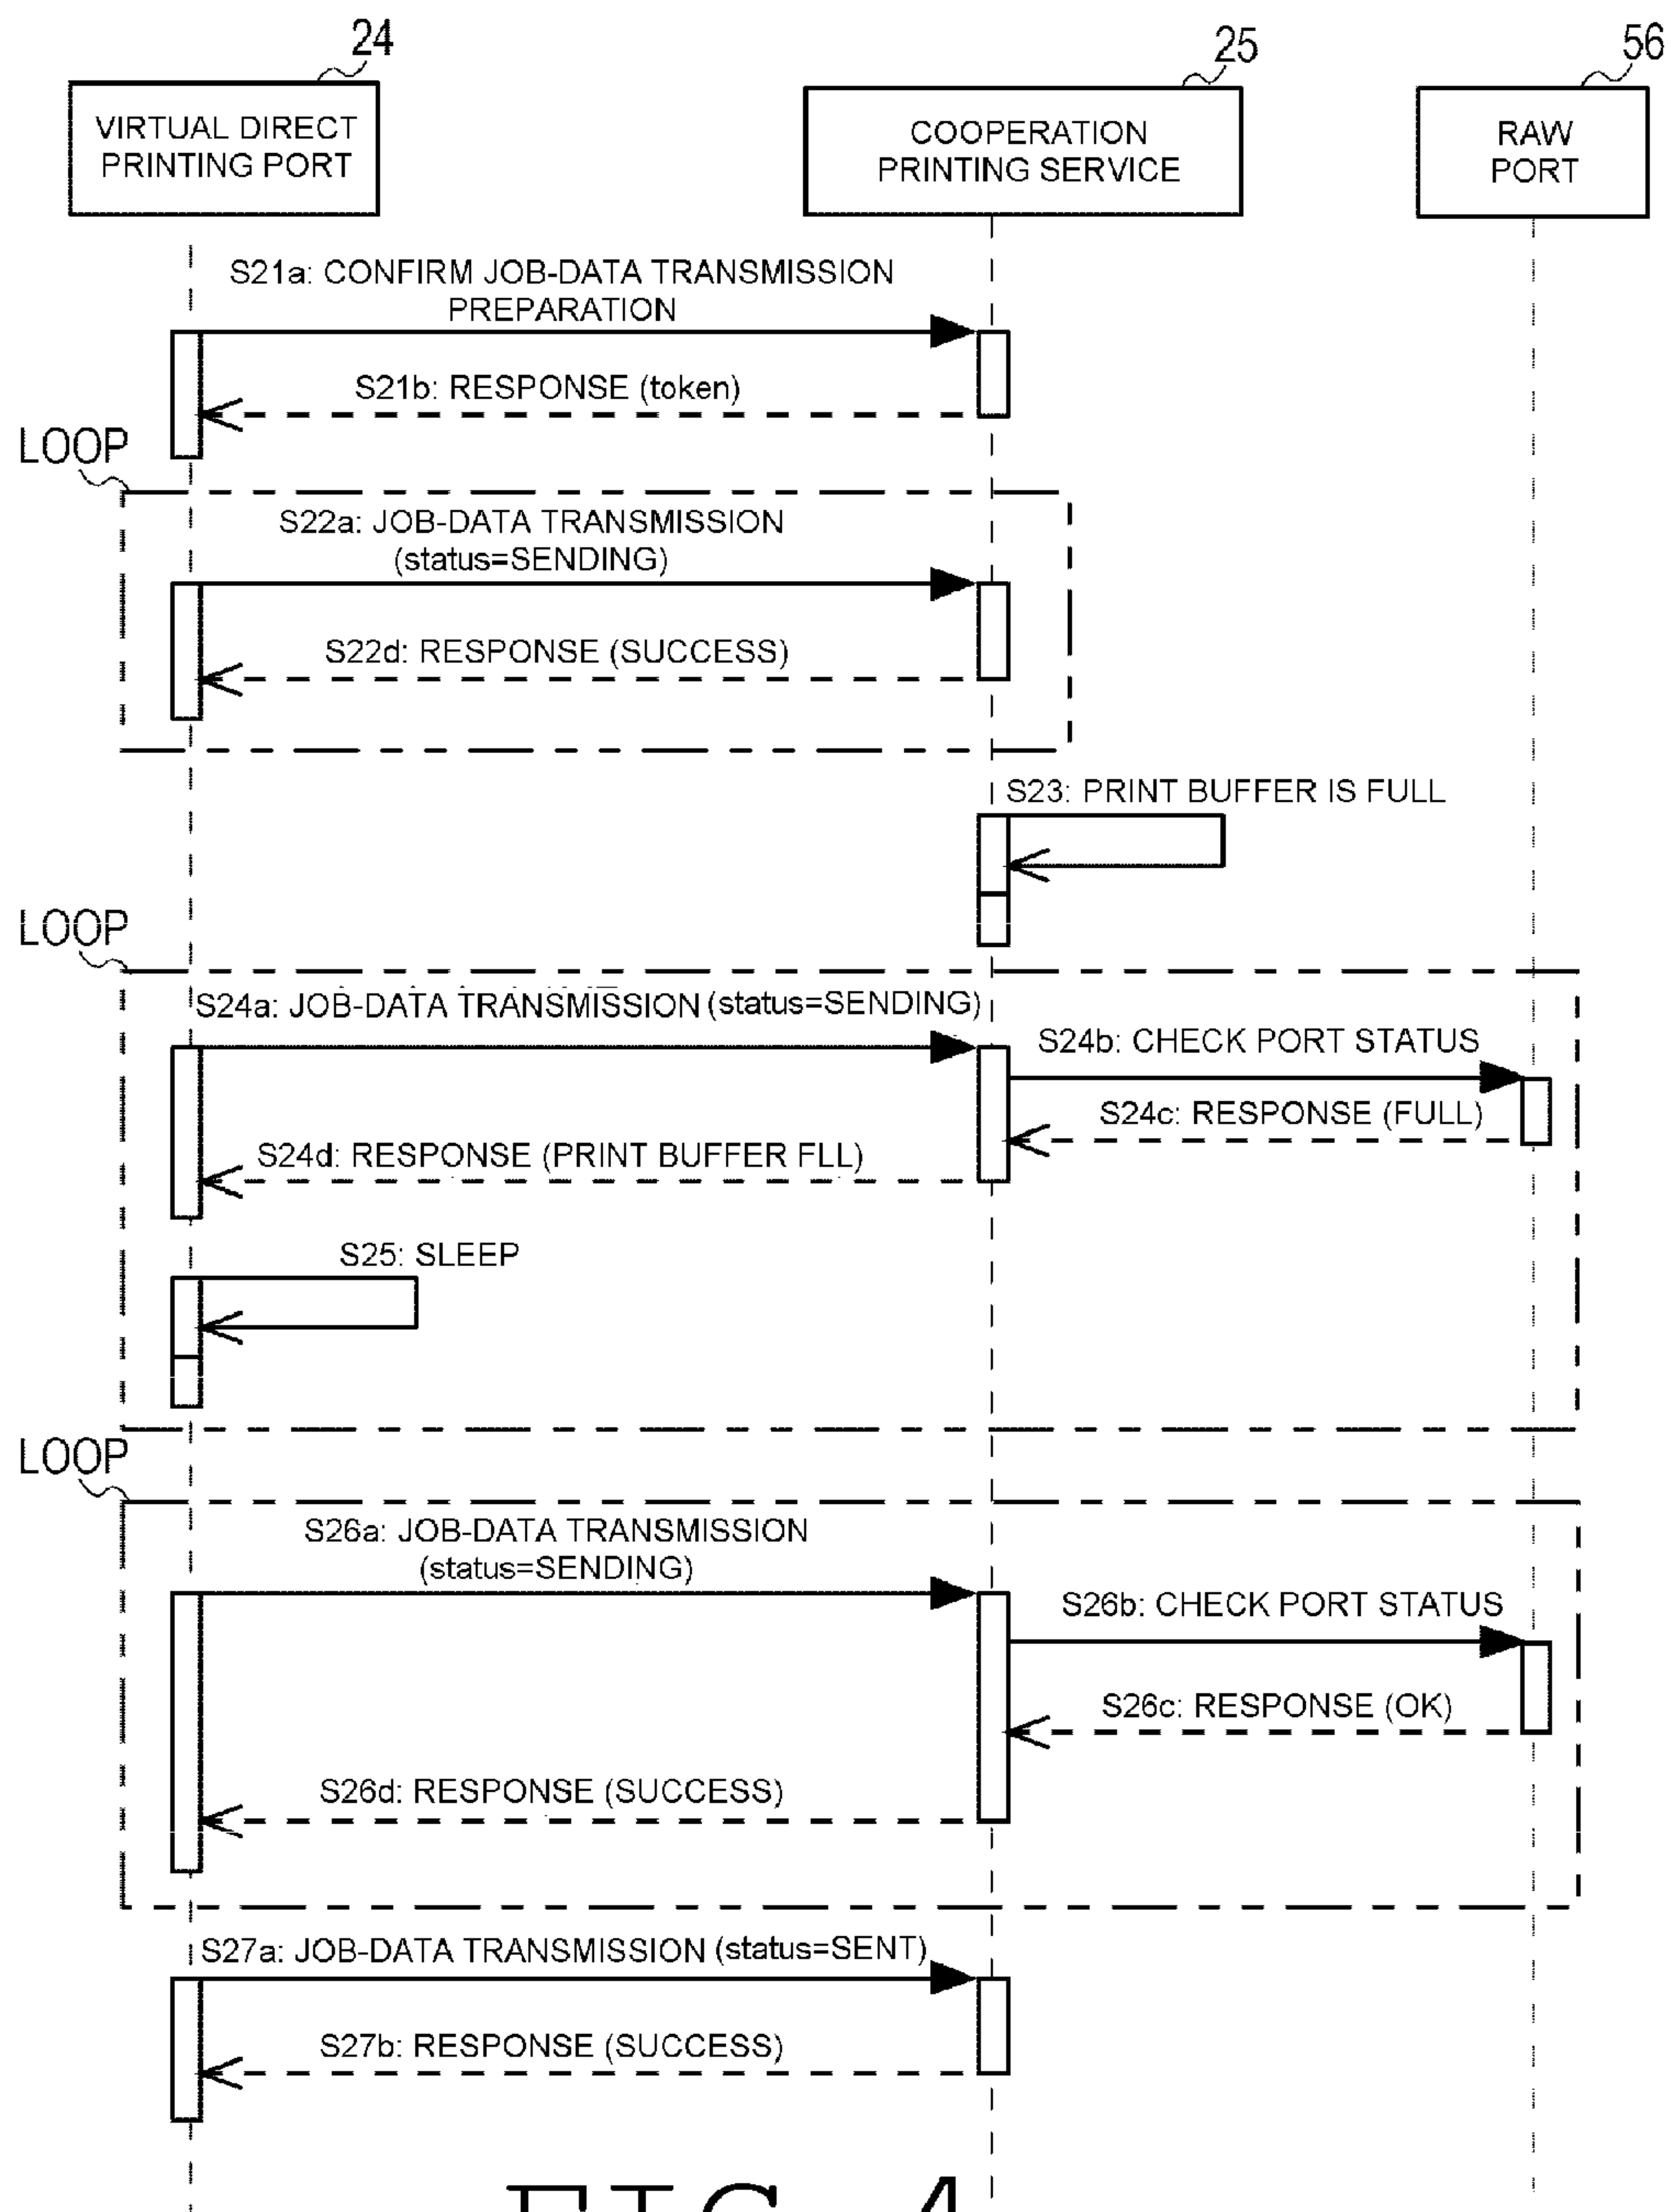 24
25
56
VIRTUAL DIRECT
PRINTING PORT
COOPERATION
PRINTING SERVICE
RAW
PORT
S21a: CONFIRM JOB-DATA TRANSMISSION
PREPARATION
S21b: RESPONSE (token)
LOOP
S22a: JOB-DATA TRANSMISSION
(status=SENDING)
S22d: RESPONSE (SUCCESS)
S23: PRINT BUFFER IS FULL
LOOP
S24a: JOB-DATA TRANSMISSION (status=SENDING)
S24b: CHECK PORT STATUS
S24c: RESPONSE (FULL)
S24d: RESPONSE (PRINT BUFFER FLL)
S25: SLEEP
LOOP
S26a: JOB-DATA TRANSMISSION
(status=SENDING)
S26b: CHECK PORT STATUS
S26c: RESPONSE (OK)
S26d: RESPONSE (SUCCESS)
S27a: JOB-DATA TRANSMISSION (status=SENT)
S27b: RESPONSE (SUCCESS)
FIG. 4